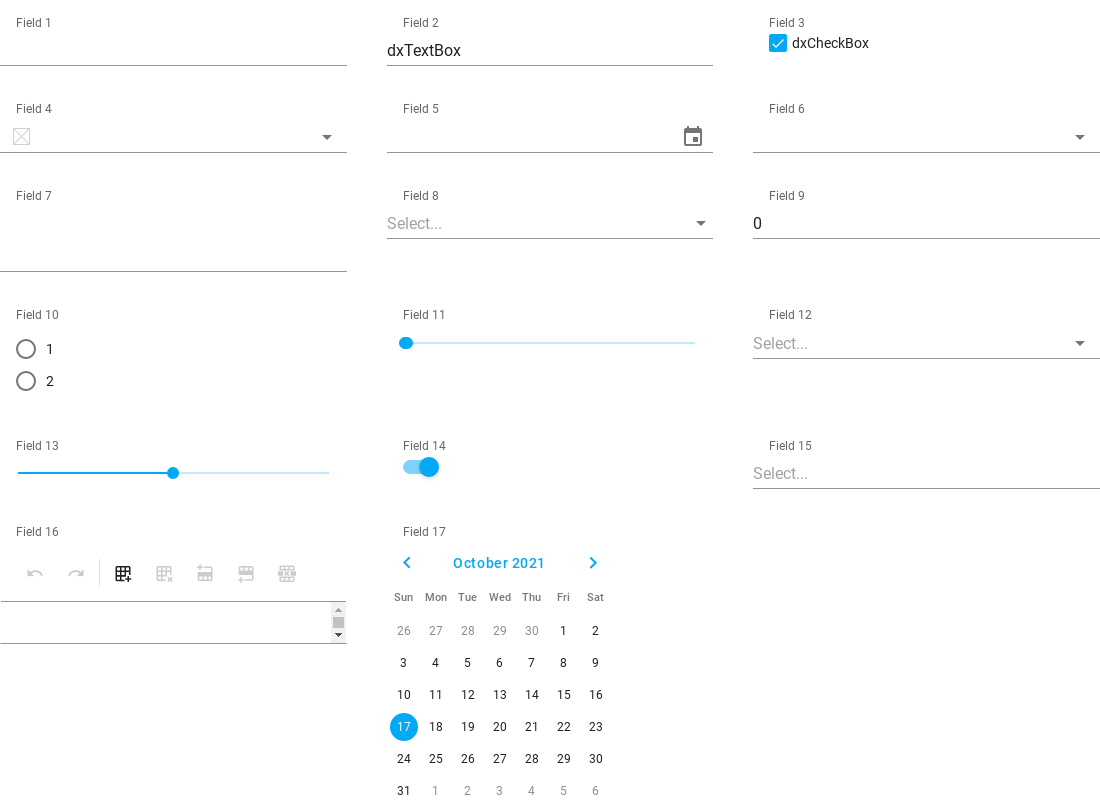 Field 1
Field 2
Field 3
dxTextBox
dxCheckBox
Field 4
Field 5
Field 6
Field 7
Field 8
Field 9
Select...
0
Field 10
Field 11
Field 12
1
Select...
2
Field 13
Field 14
Field 15
Select...
Field 16
Field 17
October 2021
Sun Mon Tue Wed Thu Fri Sat
26 27 28 29 30 1 2
3 4 5 6 7 8 9
10 11 12 13 14 15 16
17 18 19 20 21 22 23
24 25 26 27 28 29 30
31 1 2 3 4 5 6